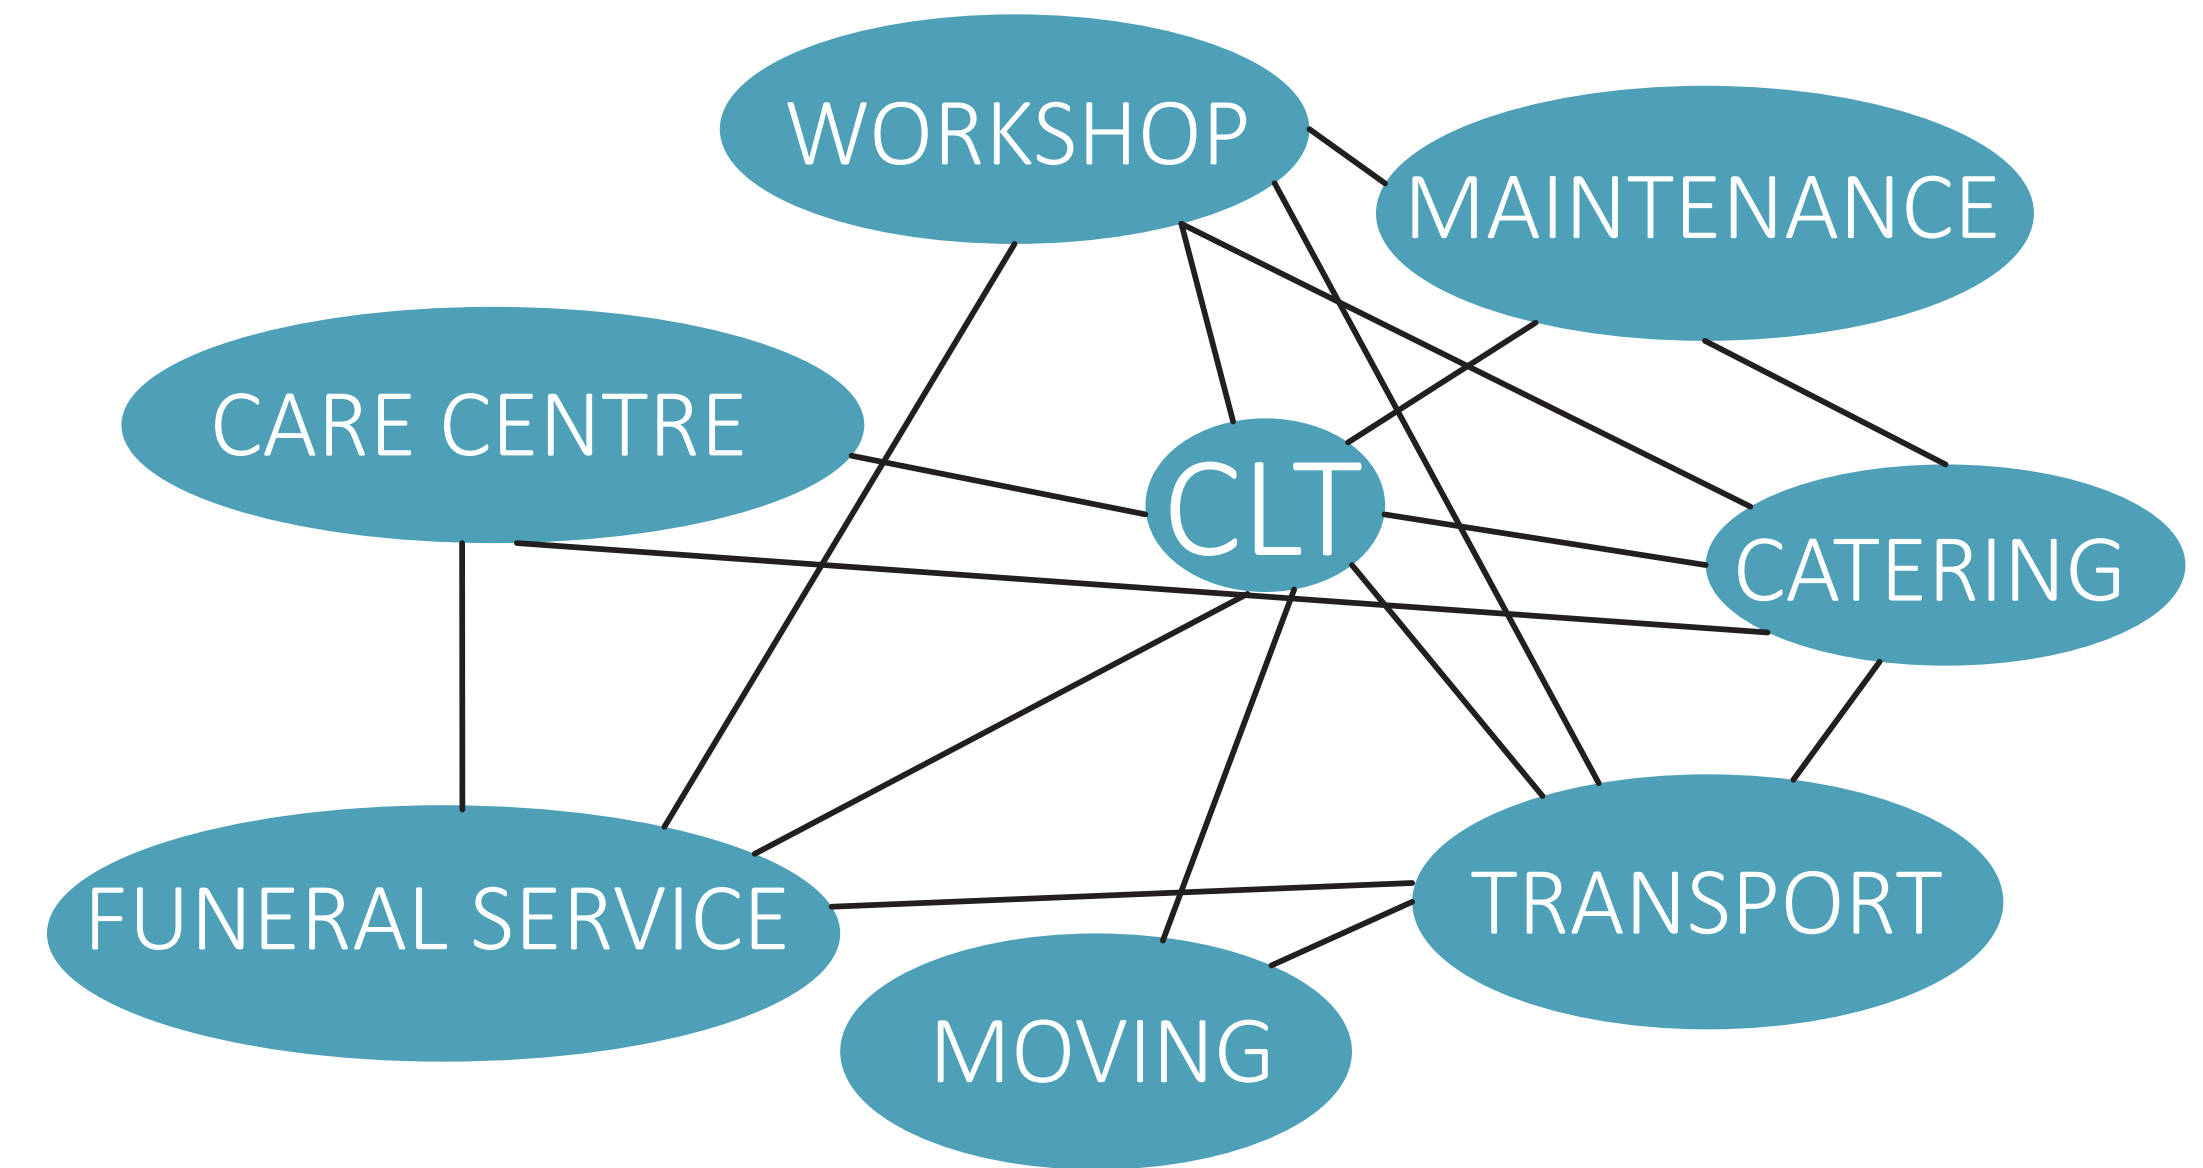 WORKSHOP
MAINTENANCE
CARE CENTRE
CLT
CATERING
FUNERAL SERVICE
TRANSPORT
MOVING